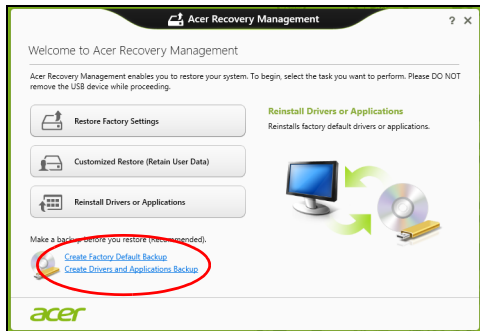 Acer Recovery Management
? X
Welcome to Acer Recovery Management
Acer Recovery Management enables you to restore your system. To begin, select the task you want to perform. Please DO NOT
remove the USB device while proceeding.
Restore Factory Settings
Customized Restore (Retain User Data)
Reinstall Drivers or Applications
Reinstall Drivers or Applications
Reinstalls factory default drivers or applications.
Make a backup before you restore (Recommended).
Create Factory Default Backup
Create Drivers and Applications Backup
acer